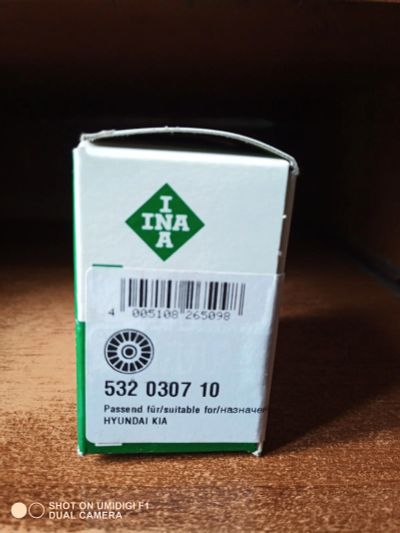 INA
INA
4 005108 265098
532 0307 10
Passend für/suitable for/назначен
HYUNDAI KIA
SHOT ON UMIDIGI F1
DUAL CAMERA